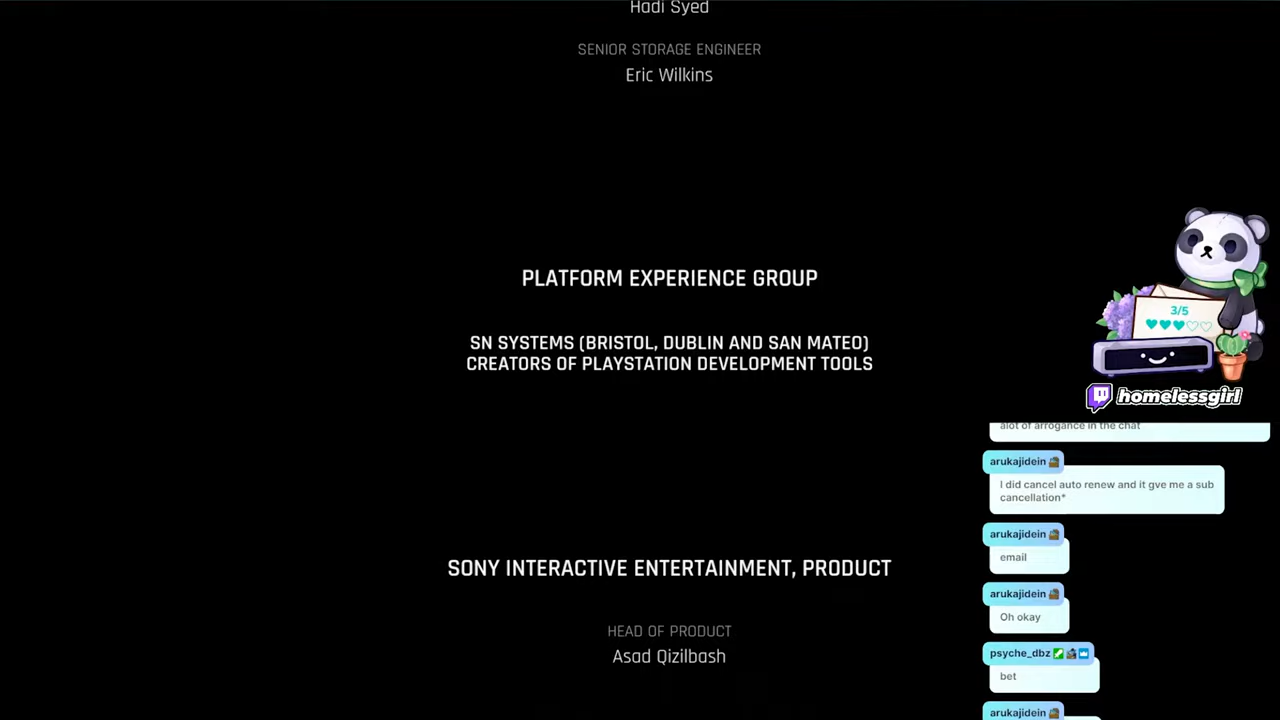 Hadi Syed
SENIOR STORAGE ENGINEER
Eric Wilkins
PLATFORM EXPERIENCE GROUP
SN SYSTEMS (BRISTOL, DUBLIN AND SAN MATEO)
CREATORS OF PLAYSTATION DEVELOPMENT TOOLS
SONY INTERACTIVE ENTERTAINMENT, PRODUCT
HEAD OF PRODUCT
Asad Qizilbash
3/5
homelessgirl
alot of arrogance in the chat
arukajidein
I did cancel auto renew and it gve me a sub
cancellation*
arukajidein
email
arukajidein
Oh okay
psyche_dbz
bet
arukajidein